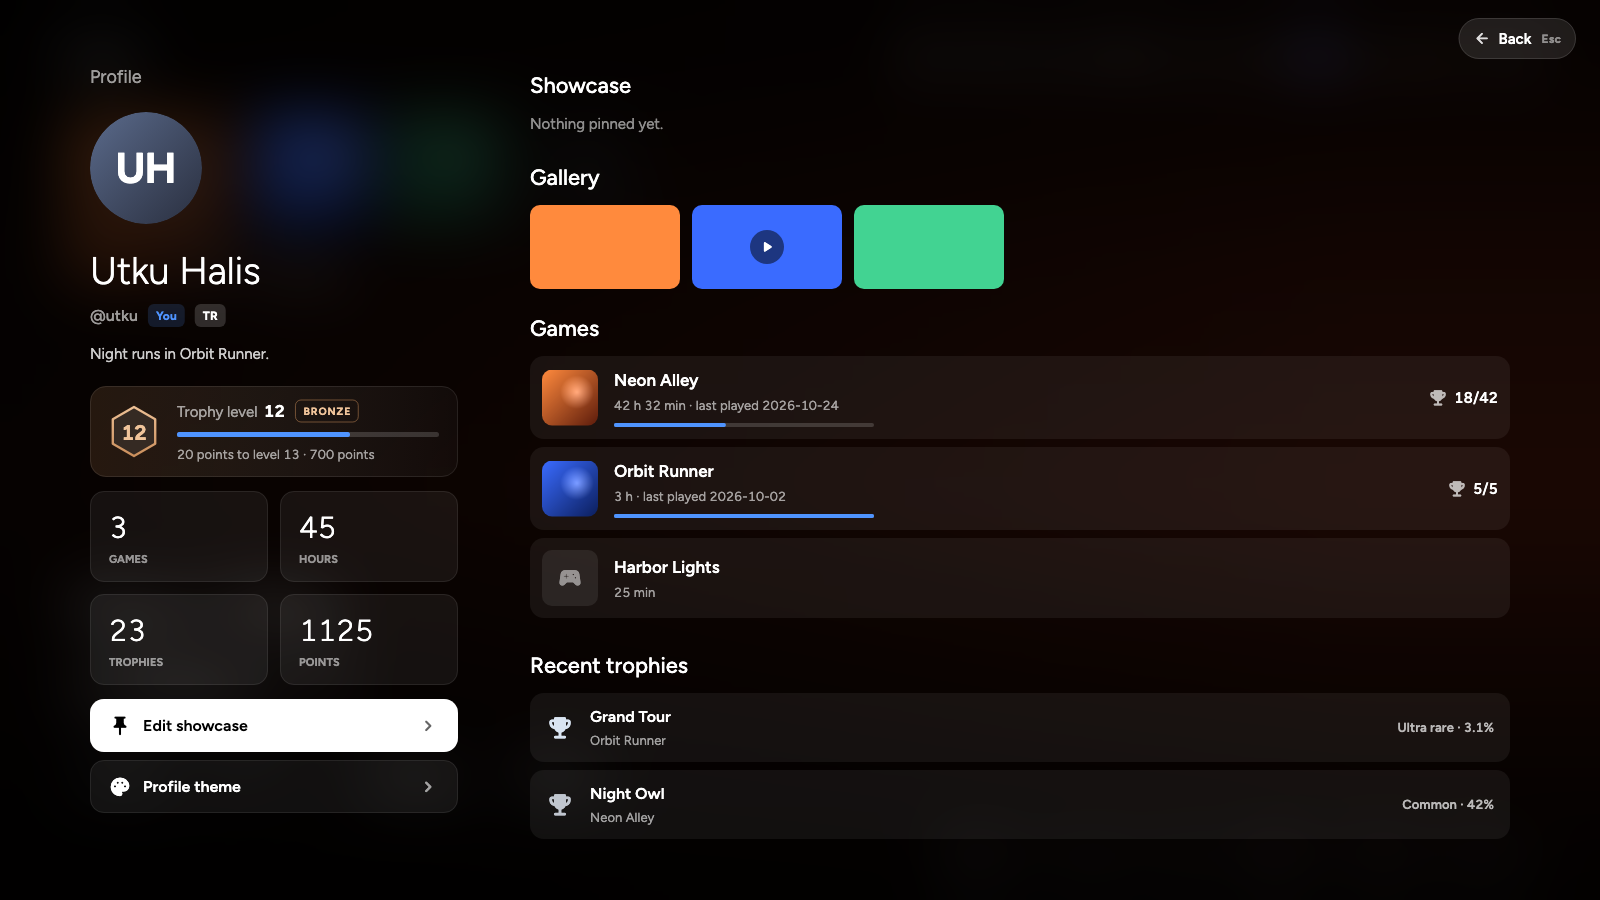 Back Esc
Profile
UH
Utku Halis
@utku You TR
Night runs in Orbit Runner.
12
Trophy level 12 BRONZE
20 points to level 13 · 700 points
3
GAMES
45
HOURS
23
TROPHIES
1125
POINTS
Edit showcase
Profile theme
Showcase
Nothing pinned yet.
Gallery
Games
Neon Alley
42 h 32 min · last played 2026-10-24
18/42
Orbit Runner
3 h · last played 2026-10-02
5/5
Harbor Lights
25 min
Recent trophies
Grand Tour
Orbit Runner
Ultra rare · 3.1%
Night Owl
Neon Alley
Common · 42%